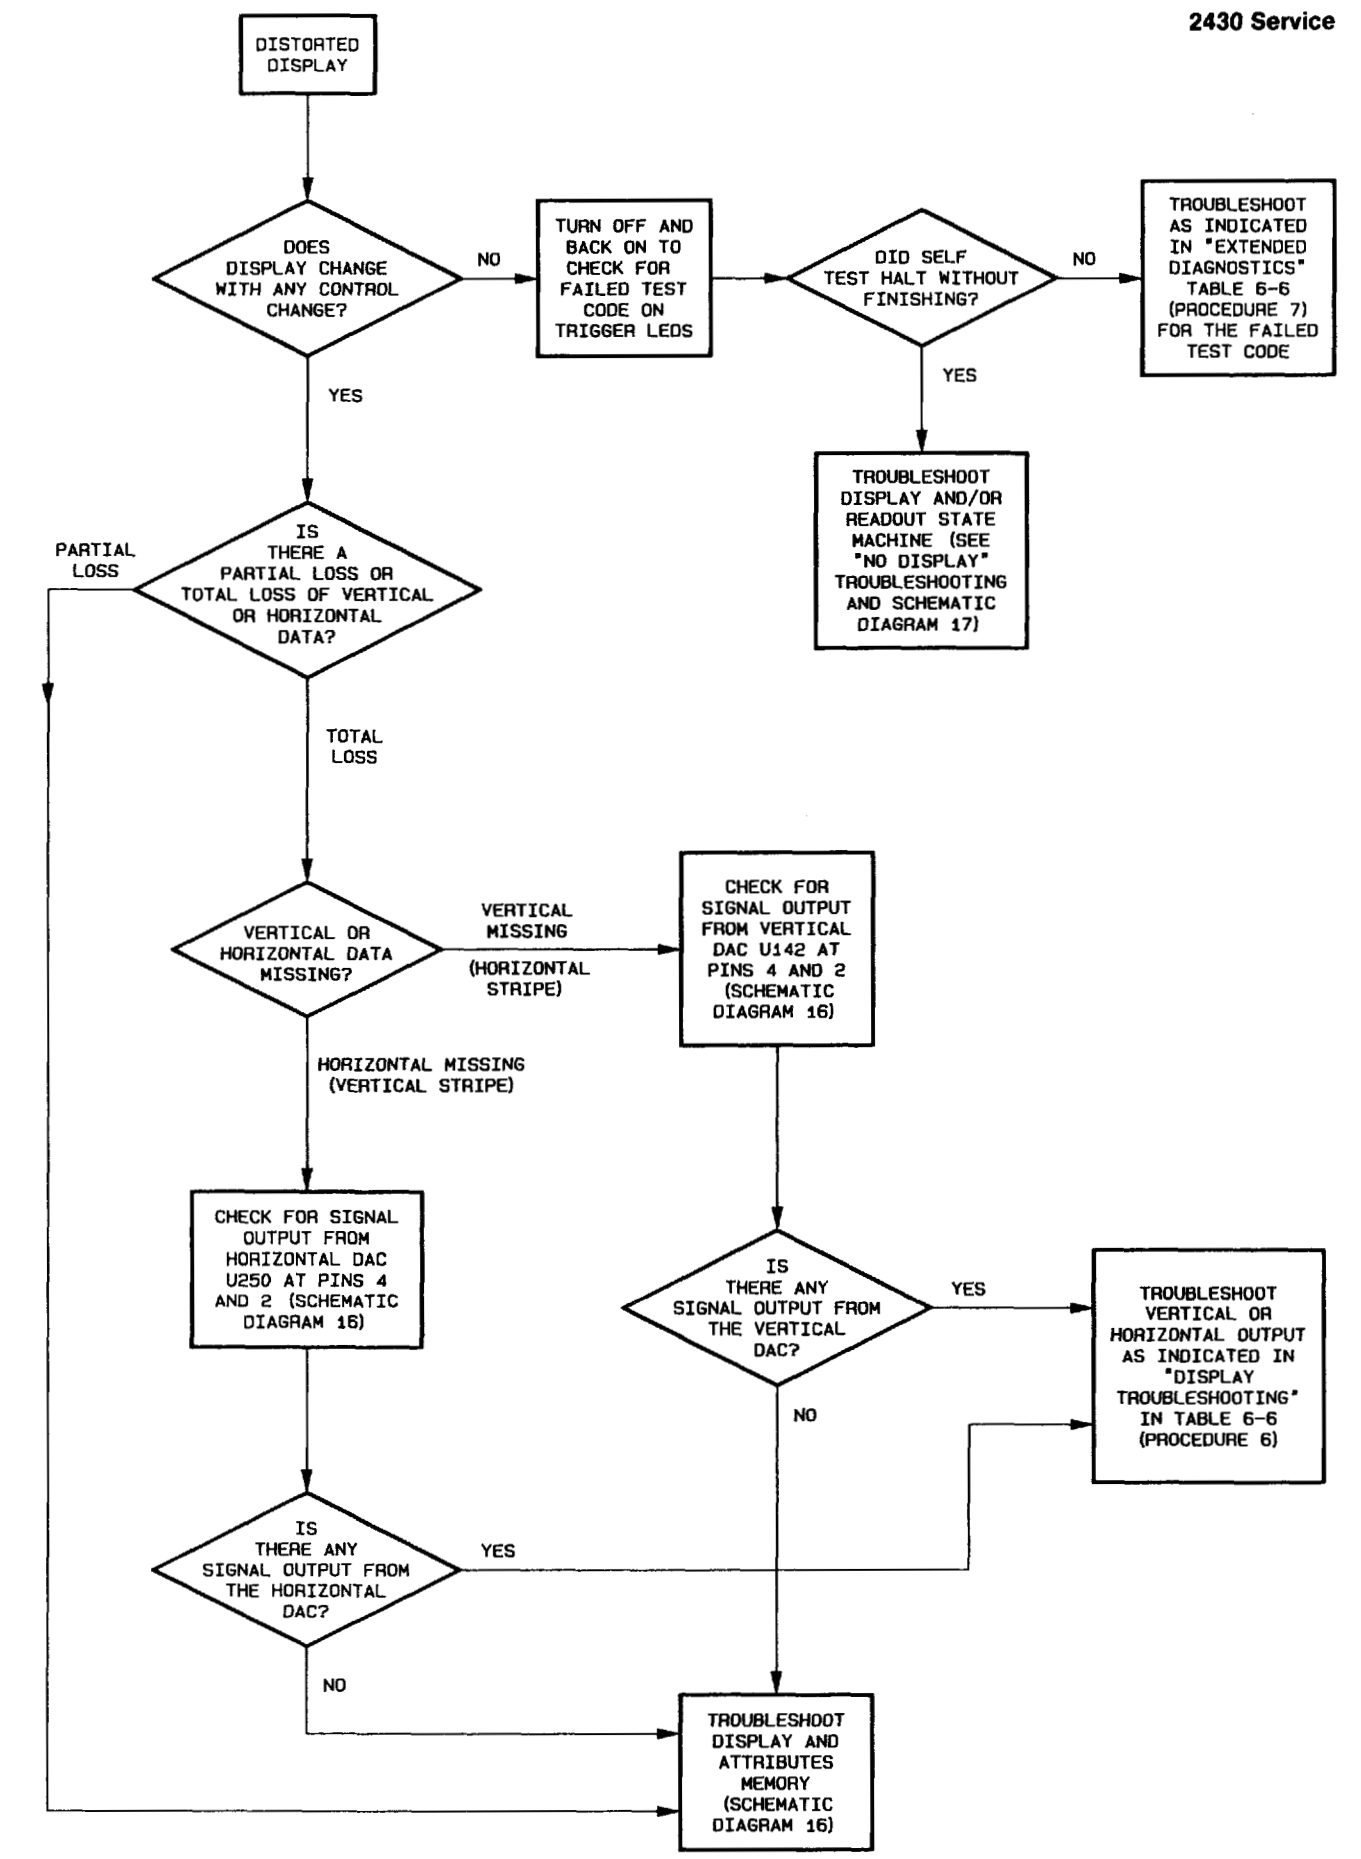 2430 Service
DISTORTED
DISPLAY
DOES
DISPLAY CHANGE
WITH ANY CONTROL
CHANGE?
NO
TURN OFF AND
BACK ON TO
CHECK FOR
FAILED TEST
CODE ON
TRIGGER LEDS
DID SELF
TEST HALT WITHOUT
FINISHING?
NO
TROUBLESHOOT
AS INDICATED
IN "EXTENDED
DIAGNOSTICS"
TABLE 6-6
(PROCEDURE 7)
FOR THE FAILED
TEST CODE
YES
YES
TROUBLESHOOT
DISPLAY AND/OR
READOUT STATE
MACHINE (SEE
"NO DISPLAY"
TROUBLESHOOTING
AND SCHEMATIC
DIAGRAM 17)
IS
THERE A
PARTIAL LOSS OR
TOTAL LOSS OF VERTICAL
OR HORIZONTAL
DATA?
PARTIAL
LOSS
TOTAL
LOSS
VERTICAL OR
HORIZONTAL DATA
MISSING?
VERTICAL
MISSING
(HORIZONTAL
STRIPE)
CHECK FOR
SIGNAL OUTPUT
FROM VERTICAL
DAC U142 AT
PINS 4 AND 2
(SCHEMATIC
DIAGRAM 16)
HORIZONTAL MISSING
(VERTICAL STRIPE)
CHECK FOR SIGNAL
OUTPUT FROM
HORIZONTAL DAC
U250 AT PINS 4
AND 2 (SCHEMATIC
DIAGRAM 16)
IS
THERE ANY
SIGNAL OUTPUT FROM
THE VERTICAL
DAC?
YES
TROUBLESHOOT
VERTICAL OR
HORIZONTAL OUTPUT
AS INDICATED IN
"DISPLAY
TROUBLESHOOTING"
IN TABLE 6-6
(PROCEDURE 6)
NO
IS
THERE ANY
SIGNAL OUTPUT FROM
THE HORIZONTAL
DAC?
YES
NO
TROUBLESHOOT
DISPLAY AND
ATTRIBUTES
MEMORY
(SCHEMATIC
DIAGRAM 16)